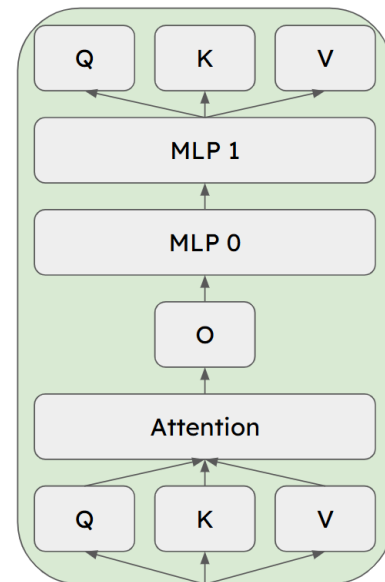 Q K V
MLP 1
MLP 0
O
Attention
Q K V